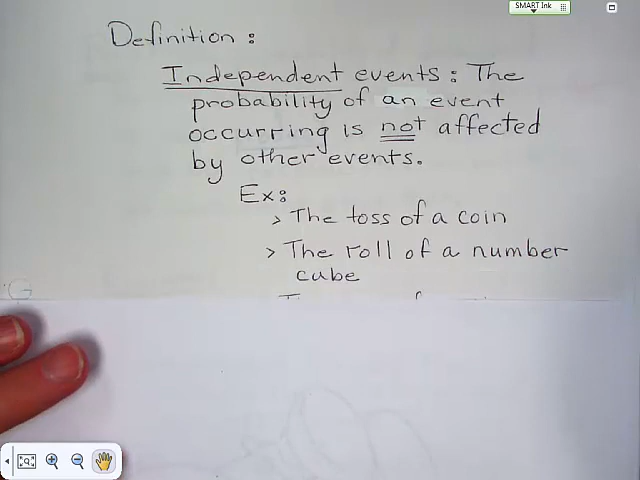 SMART Ink
Definition :
Independent events : The
probability of an event
occurring is not affected
by other events.
Ex:
> The toss of a coin
> The roll of a number
cube